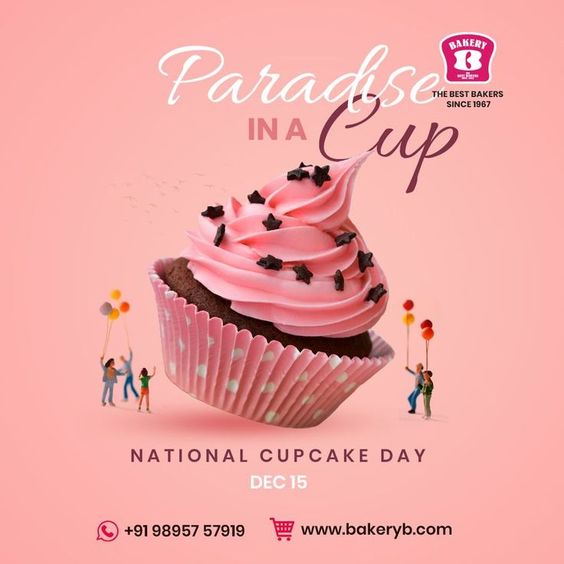 Paradise
IN A Cup
BAKERY
B
THE BEST BAKERS
SINCE 1967
NATIONAL CUPCAKE DAY
DEC 15
+91 98957 57919
www.bakeryb.com